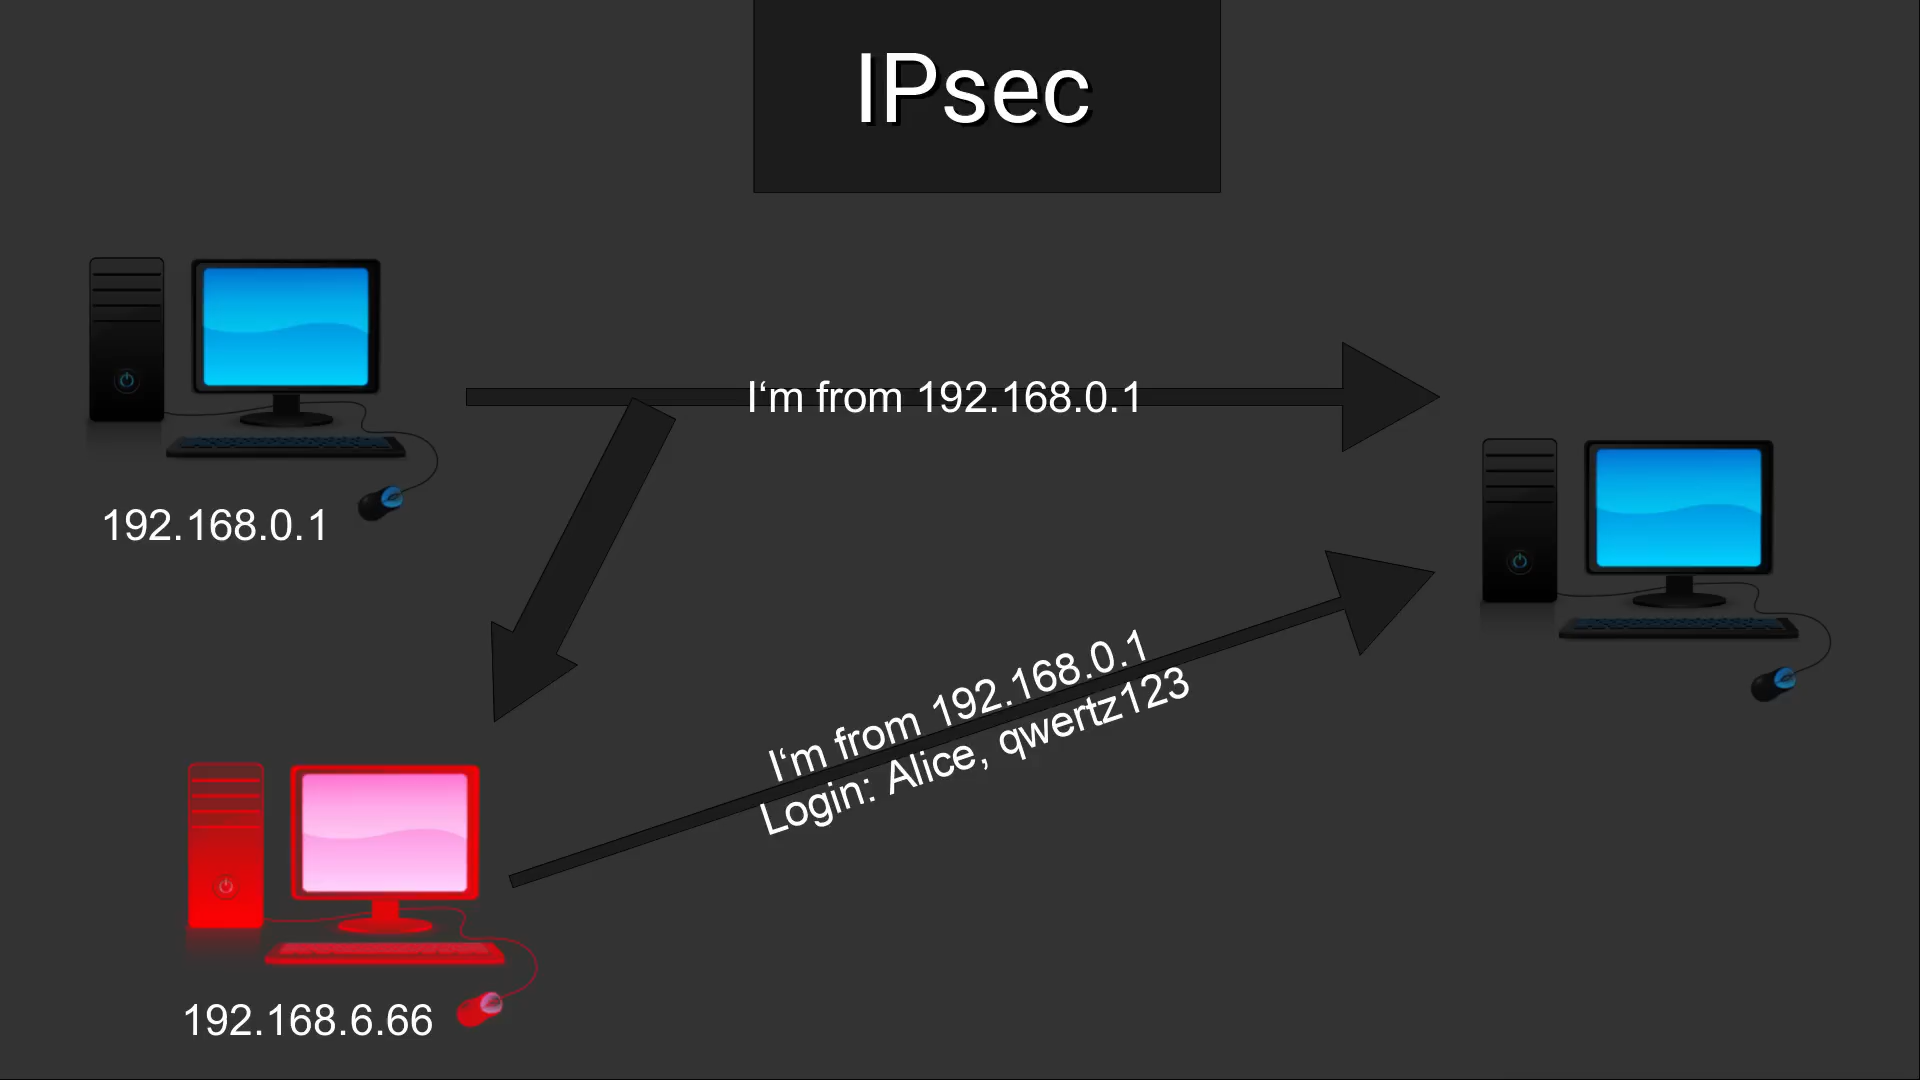 IPsec
I‘m from 192.168.0.1
192.168.0.1
I‘m from 192.168.0.1
Login: Alice, qwertz123
192.168.6.66